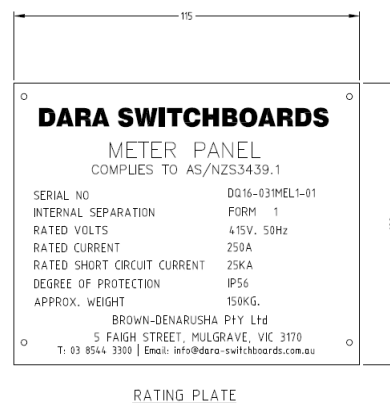 115
DARA SWITCHBOARDS
METER PANEL
COMPLIES TO AS/NZS3439.1
SERIAL NO DQ16-031MEL1-01
INTERNAL SEPARATION FORM 1
RATED VOLTS 415V. 50Hz
RATED CURRENT 250A
RATED SHORT CIRCUIT CURRENT 25KA
DEGREE OF PROTECTION IP56
APPROX. WEIGHT 150KG.
BROWN-DENARUSHA PtY Ltd
5 FAIGH STREET, MULGRAVE, VIC 3170
T: 03 8544 3300 | Email: info@dara-switchboards.com.au
RATING PLATE